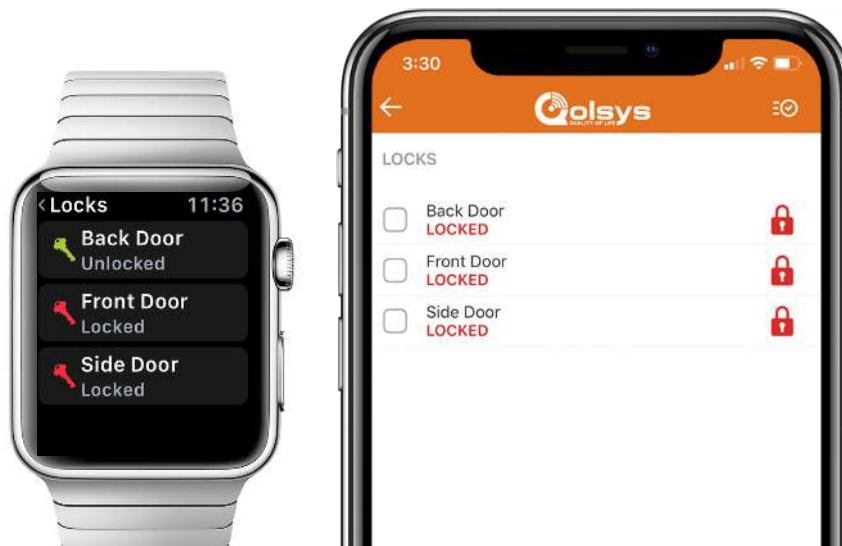 Locks 11:36
Back Door
Unlocked
Front Door
Locked
Side Door
Locked
3:30
Qolsys
QUALITY OF LIFE
LOCKS
Back Door
LOCKED
Front Door
LOCKED
Side Door
LOCKED